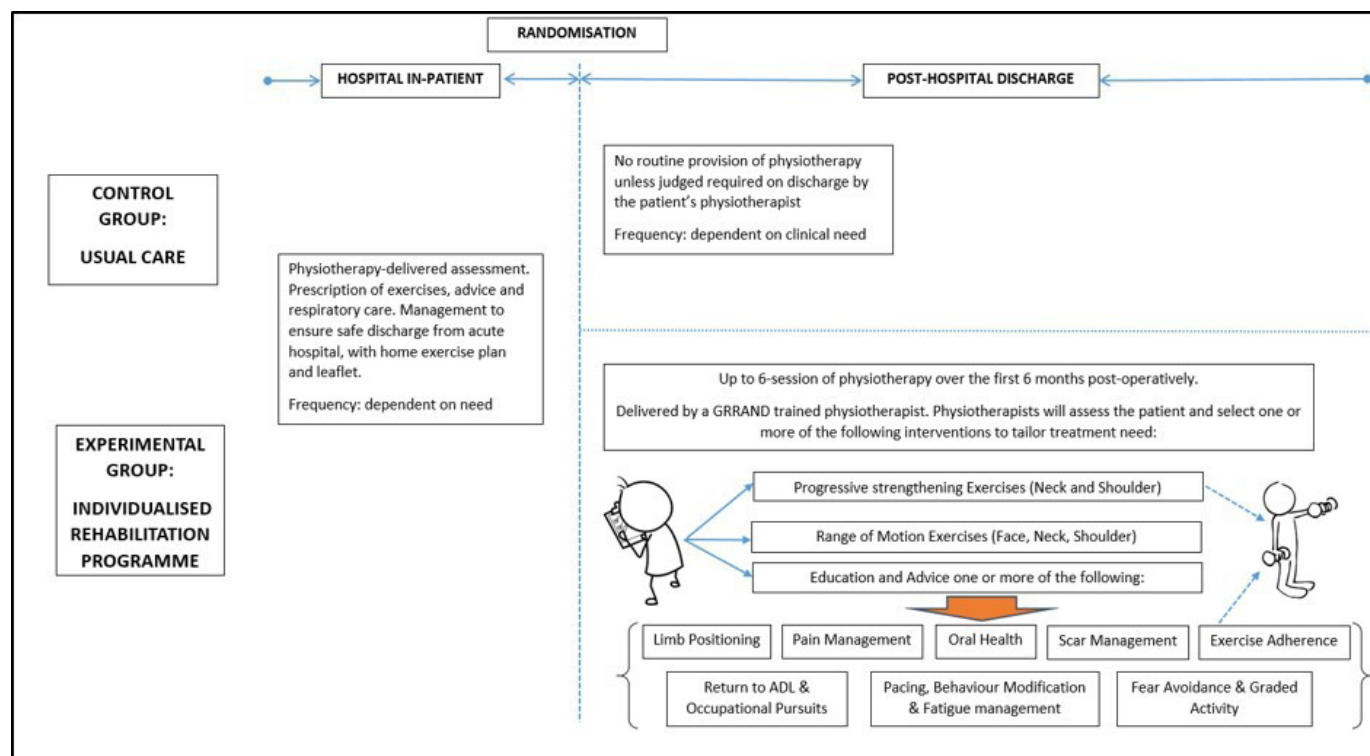 RANDOMISATION
HOSPITAL IN-PATIENT
POST-HOSPITAL DISCHARGE
CONTROL
GROUP:
USUAL CARE
No routine provision of physiotherapy
unless judged required on discharge by
the patient's physiotherapist
Frequency: dependent on clinical need
Physiotherapy-delivered assessment.
Prescription of exercises, advice and
respiratory care. Management to
ensure safe discharge from acute
hospital, with home exercise plan
and leaflet.
Frequency: dependent on need
EXPERIMENTAL
GROUP:
INDIVIDUALISED
REHABILITATION
PROGRAMME
Up to 6-session of physiotherapy over the first 6 months post-operatively.
Delivered by a GRRAND trained physiotherapist. Physiotherapists will assess the patient and select one or
more of the following interventions to tailor treatment need:
Progressive strengthening Exercises (Neck and Shoulder)
Range of Motion Exercises (Face, Neck, Shoulder)
Education and Advice one or more of the following:
Limb Positioning
Pain Management
Oral Health
Scar Management
Exercise Adherence
Return to ADL &
Occupational Pursuits
Pacing, Behaviour Modification
& Fatigue management
Fear Avoidance & Graded
Activity